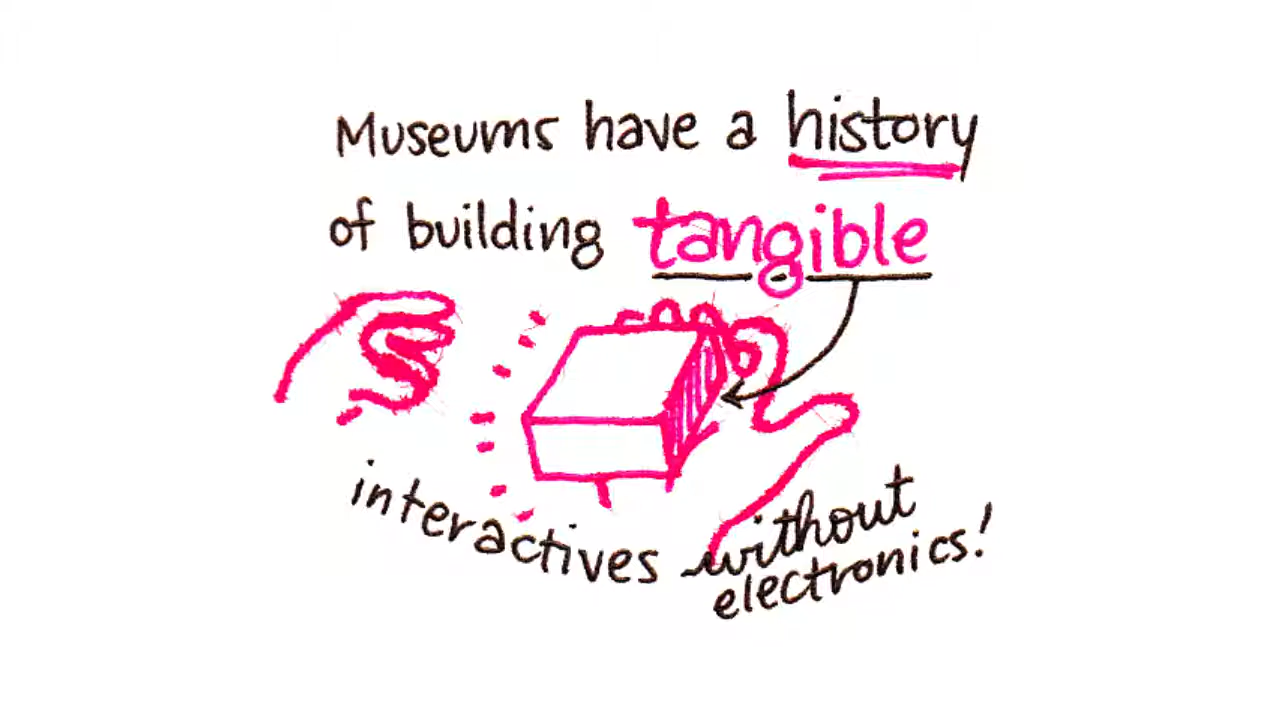 Museums have a history
of building tangible
interactives without
electronics!